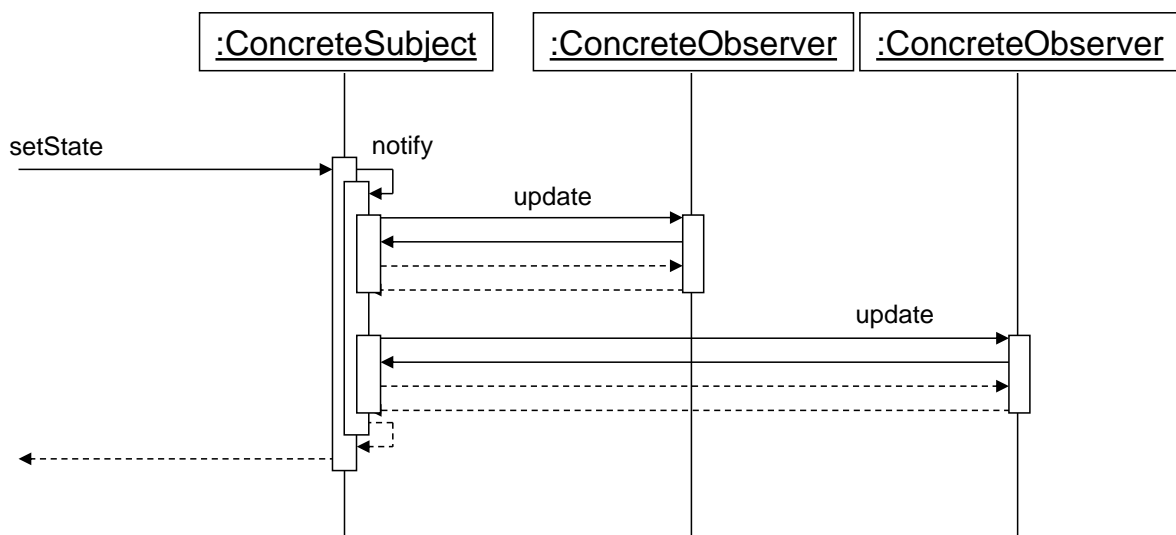 :ConcreteSubject
:ConcreteObserver
:ConcreteObserver
setState
notify
update
update